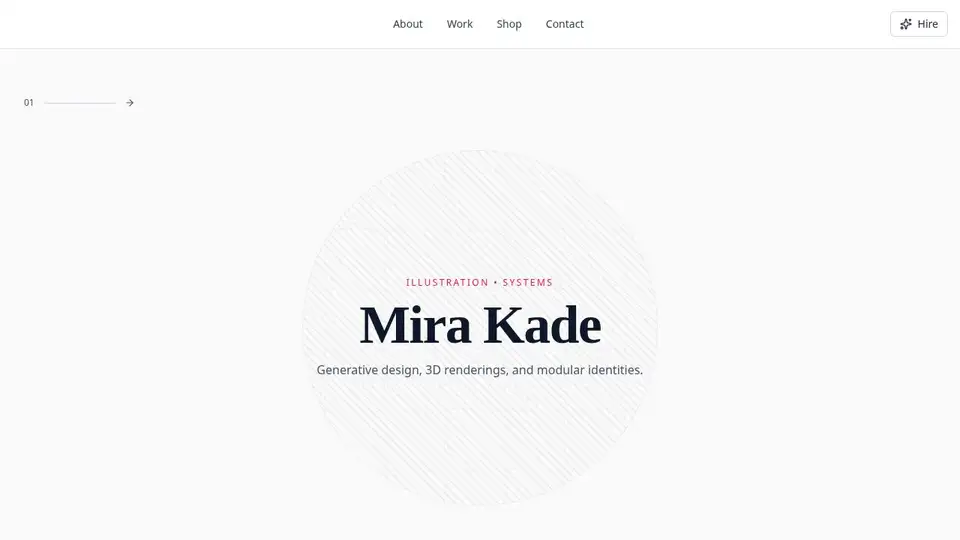 About Work Shop Contact Hire
01
ILLUSTRATION • SYSTEMS
Mira Kade
Generative design, 3D renderings, and modular identities.